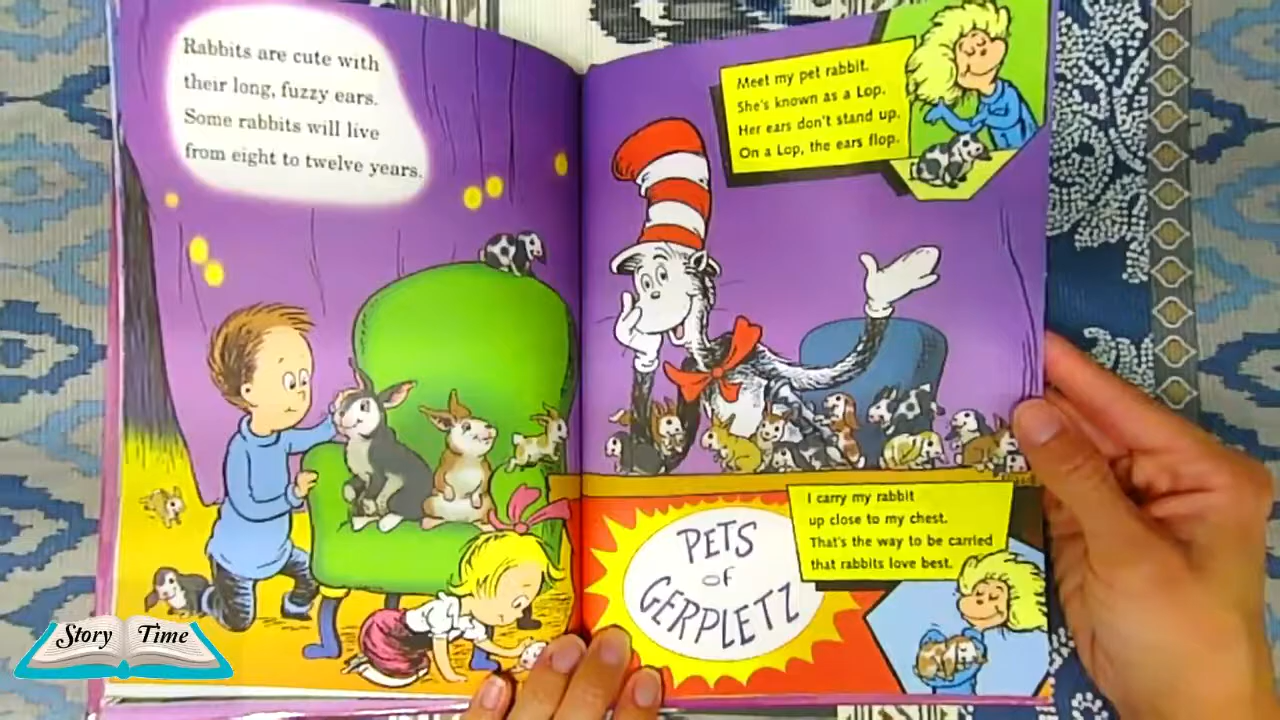 Rabbits are cute with
their long, fuzzy ears.
Some rabbits will live
from eight to twelve years.
Meet my pet rabbit.
She's known as a Lop.
Her ears don't stand up.
On a Lop, the ears flop.
PETS
OF
GERPLETZ
I carry my rabbit
up close to my chest.
That's the way to be carried
that rabbits love best.
Story Time